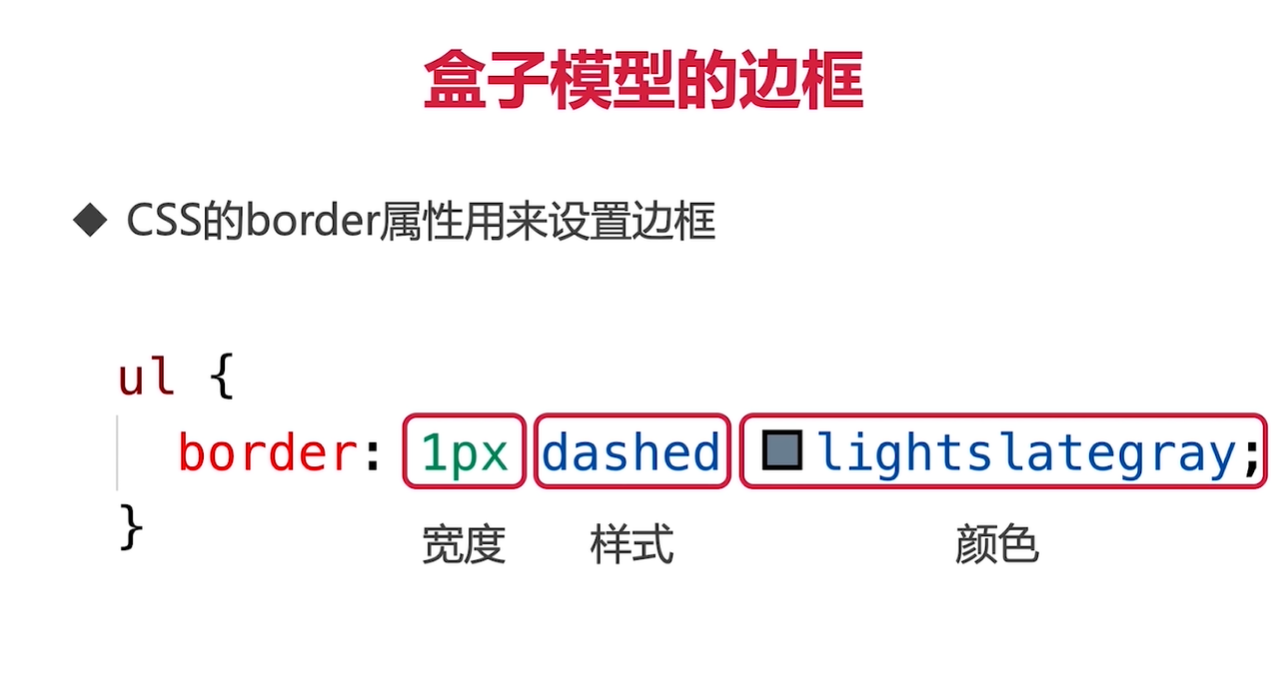 盒子模型的边框
◆ CSS的border属性用来设置边框
ul {
border: 1px dashed lightslategray;
}
宽度 样式 颜色